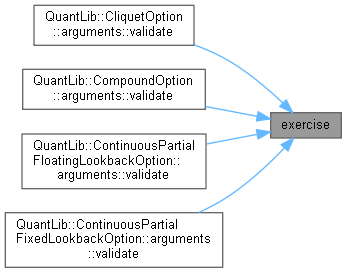 QuantLib::CliquetOption
::arguments::validate
QuantLib::CompoundOption
::arguments::validate
exercise
QuantLib::ContinuousPartial
FloatingLookbackOption::
arguments::validate
QuantLib::ContinuousPartial
FixedLookbackOption::arguments
::validate